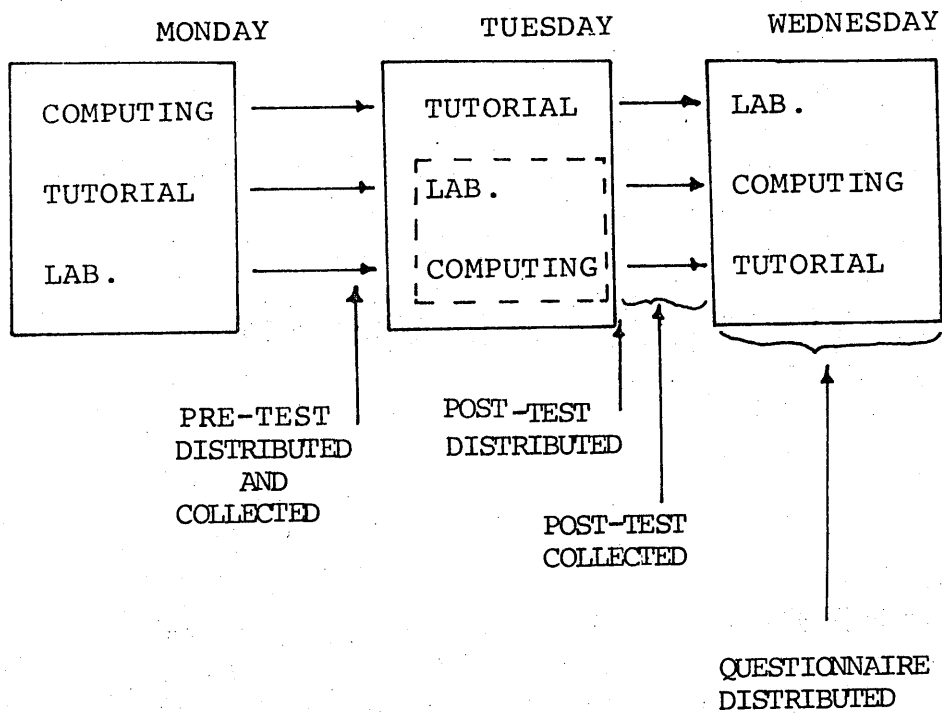 MONDAY TUESDAY WEDNESDAY
COMPUTING TUTORIAL LAB.
TUTORIAL LAB. COMPUTING
LAB. COMPUTING TUTORIAL
PRE-TEST
DISTRIBUTED
AND
COLLECTED
POST-TEST
DISTRIBUTED
POST-TEST
COLLECTED
QUESTIONNAIRE
DISTRIBUTED